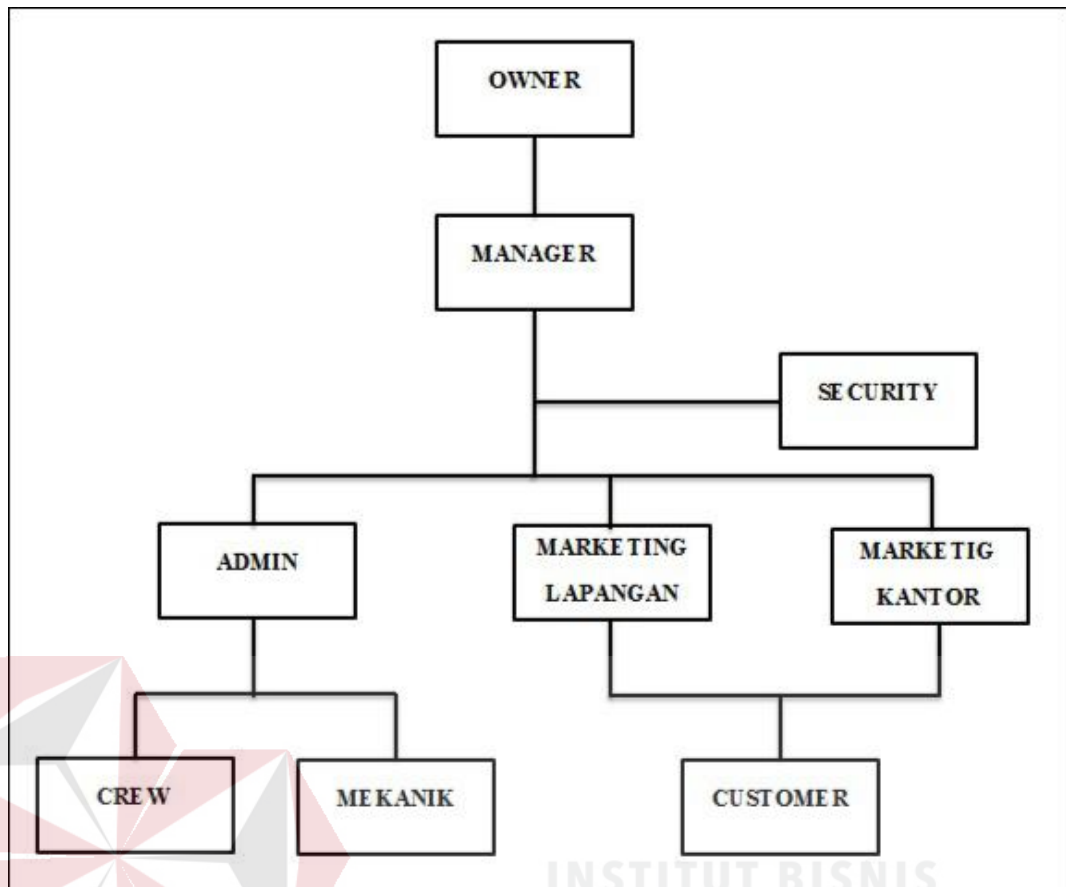 OWNER
MANAGER
SECURITY
ADMIN
MARKETING
LAPANGAN
MARKETIG
KANTOR
CREW
MEKANIK
CUSTOMER
INSTITUT BISNIS